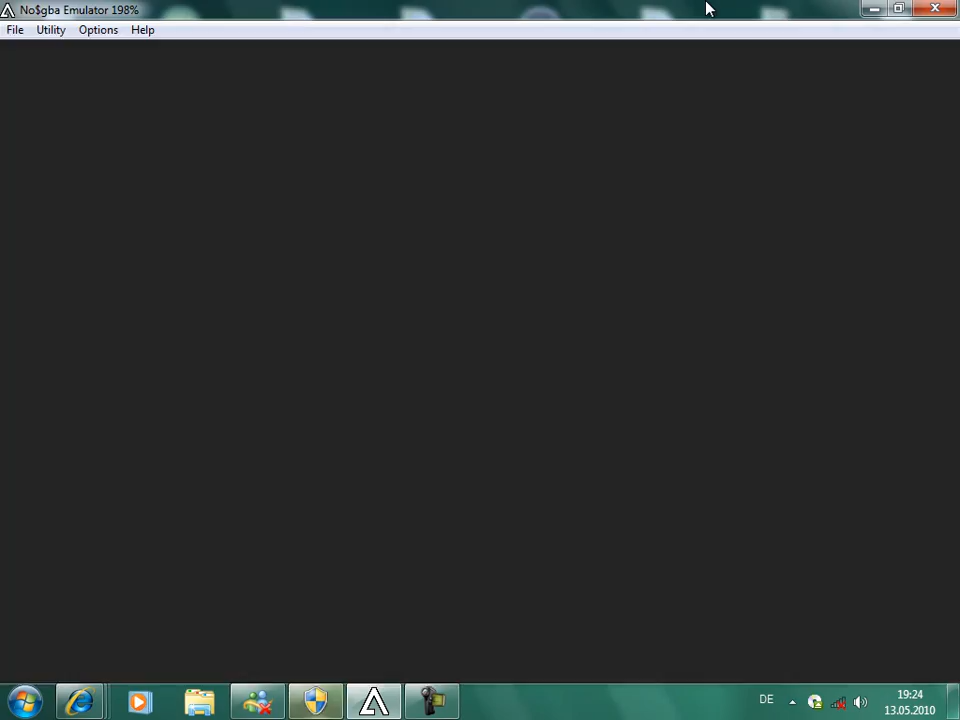 No$gba Emulator 198%
File Utility Options Help
DE
19:24
13.05.2010